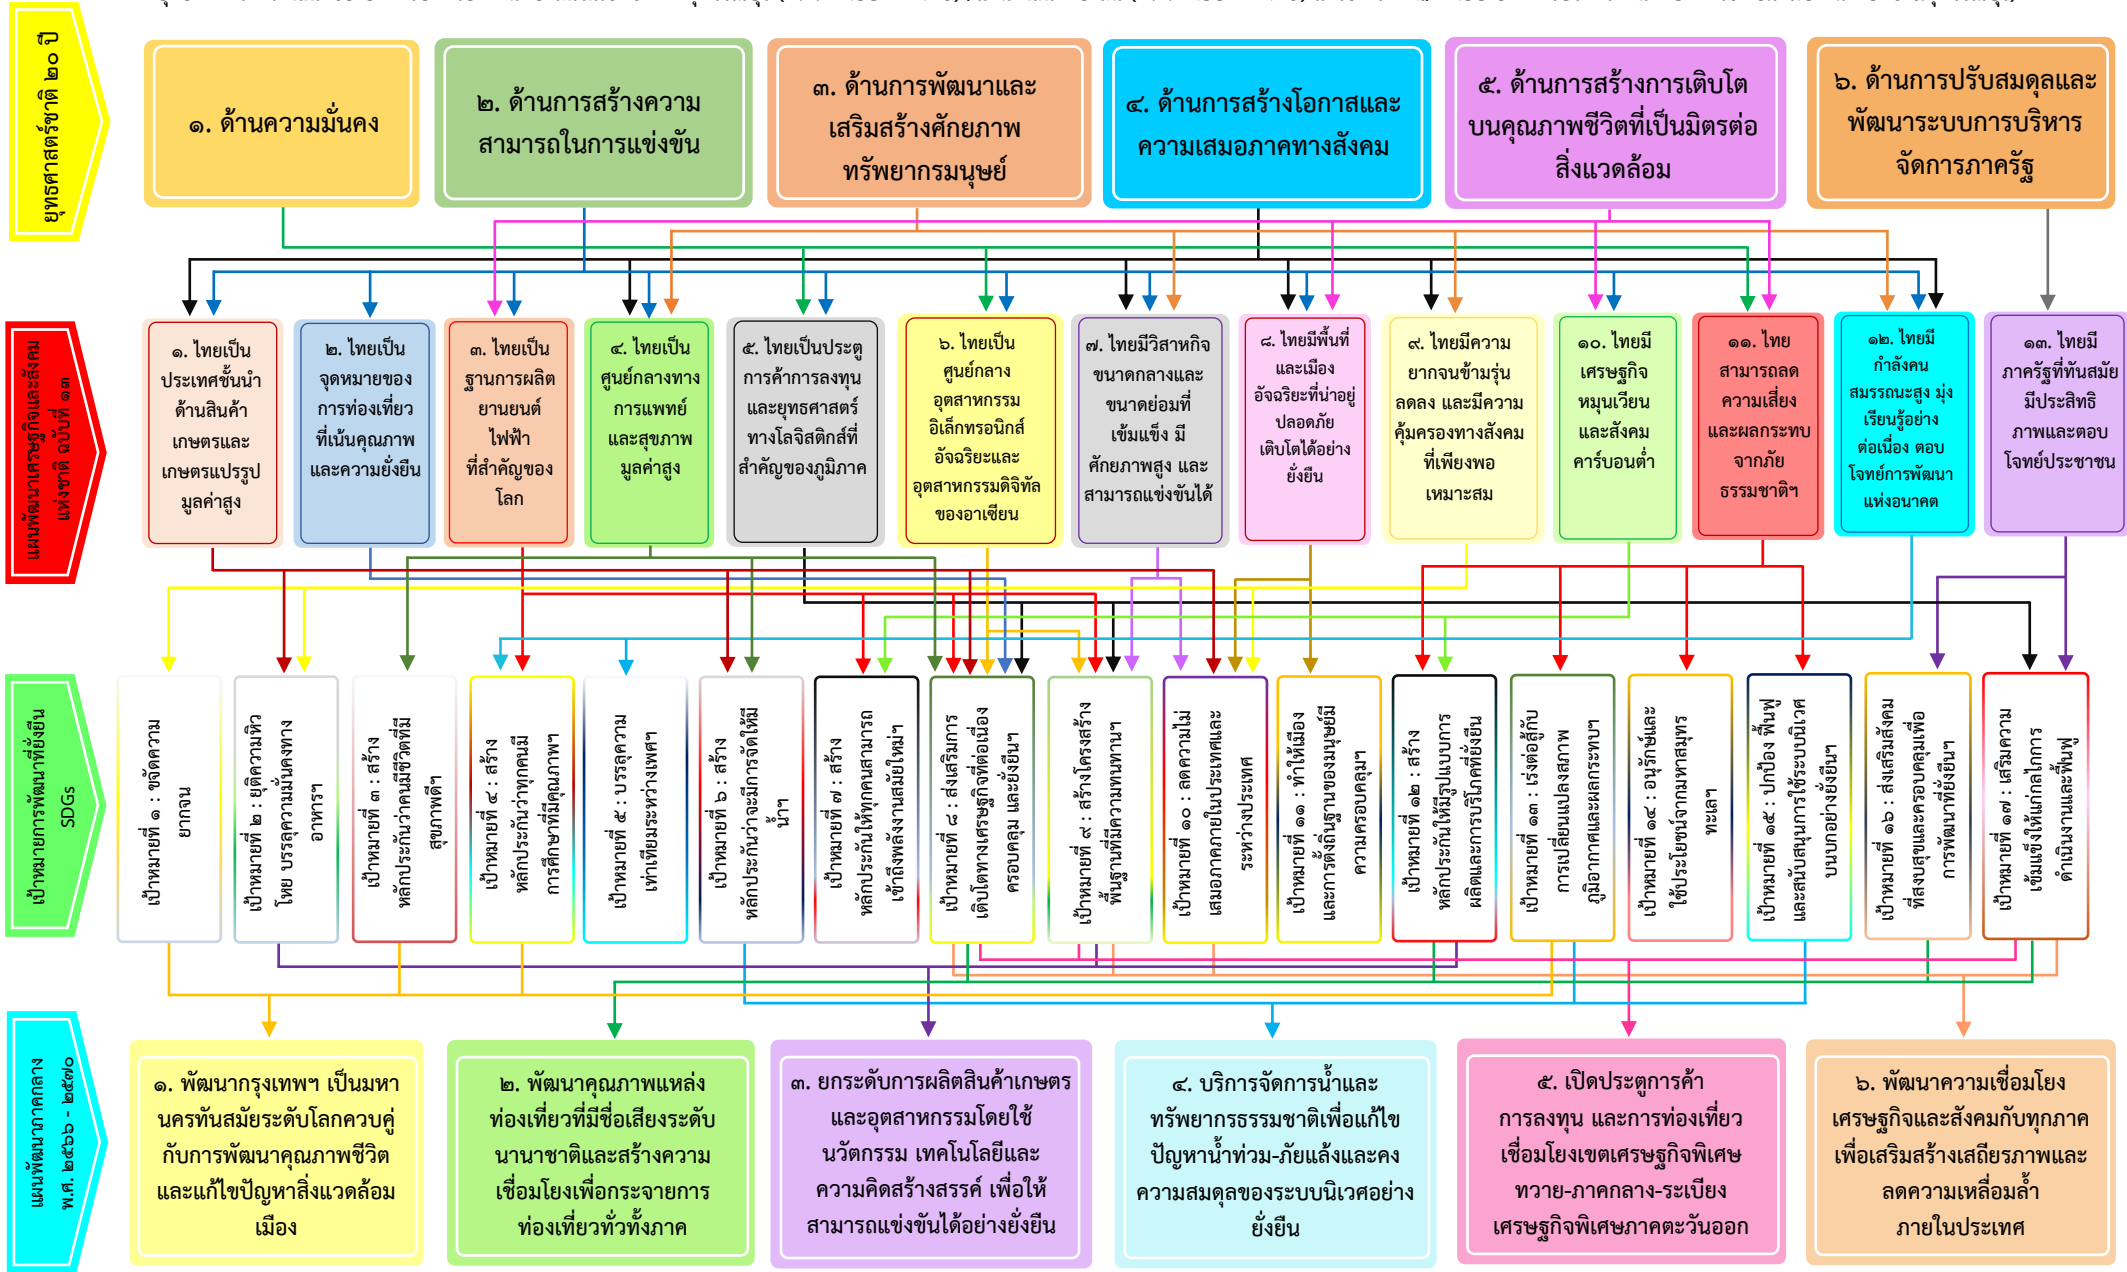 ยุทธศาสตร์ชาติ ๒๐ ปี
๑. ด้านความมั่นคง
๒. ด้านการสร้างความ
สามารถในการแข่งขัน
๓. ด้านการพัฒนาและ
เสริมสร้างศักยภาพ
ทรัพยากรมนุษย์
๔. ด้านการสร้างโอกาสและ
ความเสมอภาคทางสังคม
๕. ด้านการสร้างการเติบโต
บนคุณภาพชีวิตที่เป็นมิตรต่อ
สิ่งแวดล้อม
๖. ด้านการปรับสมดุลและ
พัฒนาระบบการบริหาร
จัดการภาครัฐ
แผนพัฒนาเศรษฐกิจและสังคม
แห่งชาติ ฉบับที่ ๑๓
๑. ไทยเป็น
ประเทศชั้นนำ
ด้านสินค้า
เกษตรและ
เกษตรแปรรูป
มูลค่าสูง
๒. ไทยเป็น
จุดหมายของ
การท่องเที่ยว
ที่เน้นคุณภาพ
และความยั่งยืน
๓. ไทยเป็น
ฐานการผลิต
ยานยนต์
ไฟฟ้า
ที่สำคัญของ
โลก
๔. ไทยเป็น
ศูนย์กลางทาง
การแพทย์
และสุขภาพ
มูลค่าสูง
๕. ไทยเป็นประตู
การค้าการลงทุน
และยุทธศาสตร์
ทางโลจิสติกส์ที่
สำคัญของภูมิภาค
๖. ไทยเป็น
ศูนย์กลาง
อุตสาหกรรม
อิเล็กทรอนิกส์
อัจฉริยะและ
อุตสาหกรรมดิจิทัล
ของอาเซียน
๗. ไทยมีวิสาหกิจ
ขนาดกลางและ
ขนาดย่อมที่
เข้มแข็ง มี
ศักยภาพสูง และ
สามารถแข่งขันได้
๘. ไทยมีพื้นที่
และเมือง
อัจฉริยะที่น่าอยู่
ปลอดภัย
เติบโตได้อย่าง
ยั่งยืน
๙. ไทยมีความ
ยากจนข้ามรุ่น
ลดลง และมีความ
คุ้มครองทางสังคม
ที่เพียงพอ
เหมาะสม
๑๐. ไทยมี
เศรษฐกิจ
หมุนเวียน
และสังคม
คาร์บอนต่ำ
๑๑. ไทย
สามารถลด
ความเสี่ยง
และผลกระทบ
จากภัย
ธรรมชาติฯ
๑๒. ไทยมี
กำลังคน
สมรรถนะสูง มุ่ง
เรียนรู้อย่าง
ต่อเนื่อง ตอบ
โจทย์การพัฒนา
แห่งอนาคต
๑๓. ไทยมี
ภาครัฐที่ทันสมัย
มีประสิทธิ
ภาพและตอบ
โจทย์ประชาชน
เป้าหมายการพัฒนาที่ยั่งยืน
SDGs
เป้าหมายที่ ๑ : ขจัดความ
ยากจน
เป้าหมายที่ ๒ : ยุติความหิว
โหย บรรลุความมั่นคงทาง
อาหารฯ
เป้าหมายที่ ๓ : สร้าง
หลักประกันว่าคนมีชีวิตที่มี
สุขภาพดีฯ
เป้าหมายที่ ๔ : สร้าง
หลักประกันว่าทุกคนมี
การศึกษาที่มีคุณภาพฯ
เป้าหมายที่ ๕ : บรรลุความ
เท่าเทียมระหว่างเพศฯ
เป้าหมายที่ ๖ : สร้าง
หลักประกันว่าจะมีการจัดให้มี
น้ำฯ
เป้าหมายที่ ๗ : สร้าง
หลักประกันให้ทุกคนสามารถ
เข้าถึงพลังงานสมัยใหม่ฯ
เป้าหมายที่ ๘ : ส่งเสริมการ
เติบโตทางเศรษฐกิจที่ต่อเนื่อง
ครอบคลุม และยั่งยืนฯ
เป้าหมายที่ ๙ : สร้างโครงสร้าง
พื้นฐานที่มีความทนทานฯ
เป้าหมายที่ ๑๐ : ลดความไม่
เสมอภาคภายในประเทศและ
ระหว่างประเทศ
เป้าหมายที่ ๑๑ : ทำให้เมือง
และการตั้งถิ่นฐานของมนุษย์มี
ความครอบคลุมฯ
เป้าหมายที่ ๑๒ : สร้าง
หลักประกันให้มีรูปแบบการ
ผลิตและการบริโภคที่ยั่งยืน
เป้าหมายที่ ๑๓ : เร่งต่อสู้กับ
การเปลี่ยนแปลงสภาพ
ภูมิอากาศและผลกระทบฯ
เป้าหมายที่ ๑๔ : อนุรักษ์และ
ใช้ประโยชน์จากมหาสมุทร
ทะเลฯ
เป้าหมายที่ ๑๕ : ปกป้อง ฟื้นฟู
และสนับสนุนการใช้ระบบนิเวศ
บนบกอย่างยั่งยืนฯ
เป้าหมายที่ ๑๖ : ส่งเสริมสังคม
ที่สงบสุขและครอบคลุมเพื่อ
การพัฒนาที่ยั่งยืนฯ
เป้าหมายที่ ๑๗ : เสริมความ
เข้มแข็งให้แก่กลไกการ
ดำเนินงานและฟื้นฟู
แผนพัฒนาภาคกลาง
พ.ศ. ๒๕๖๖ - ๒๕๗๐
๑. พัฒนากรุงเทพฯ เป็นมหา
นครทันสมัยระดับโลกควบคู่
กับการพัฒนาคุณภาพชีวิต
และแก้ไขปัญหาสิ่งแวดล้อม
เมือง
๒. พัฒนาคุณภาพแหล่ง
ท่องเที่ยวที่มีชื่อเสียงระดับ
นานาชาติและสร้างความ
เชื่อมโยงเพื่อกระจายการ
ท่องเที่ยวทั่วทั้งภาค
๓. ยกระดับการผลิตสินค้าเกษตร
และอุตสาหกรรมโดยใช้
นวัตกรรม เทคโนโลยีและ
ความคิดสร้างสรรค์ เพื่อให้
สามารถแข่งขันได้อย่างยั่งยืน
๔. บริการจัดการน้ำและ
ทรัพยากรธรรมชาติเพื่อแก้ไข
ปัญหาน้ำท่วม-ภัยแล้งและคง
ความสมดุลของระบบนิเวศอย่าง
ยั่งยืน
๕. เปิดประตูการค้า
การลงทุน และการท่องเที่ยว
เชื่อมโยงเขตเศรษฐกิจพิเศษ
ทวาย-ภาคกลาง-ระเบียง
เศรษฐกิจพิเศษภาคตะวันออก
๖. พัฒนาความเชื่อมโยง
เศรษฐกิจและสังคมกับทุกภาค
เพื่อเสริมสร้างเสถียรภาพและ
ลดความเหลื่อมล้ำ
ภายในประเทศ